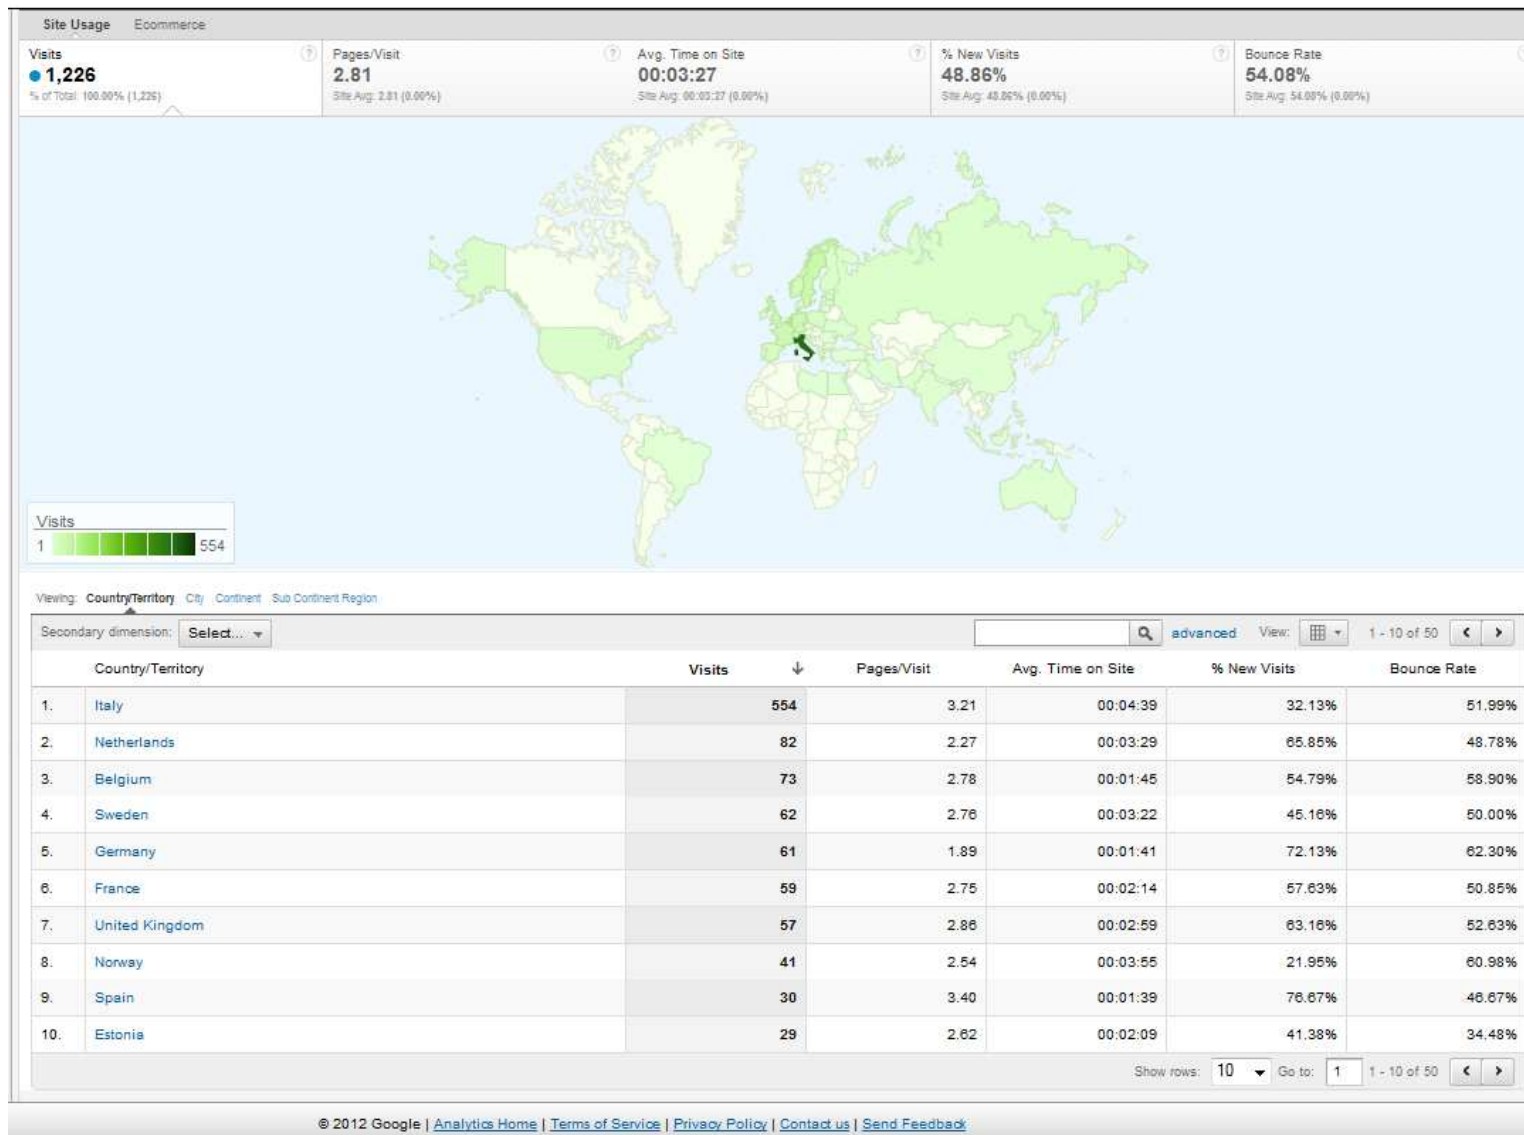 Site Usage Ecommerce
Visits Pages/Visit Avg. Time on Site % New Visits Bounce Rate
1,226 2.81 00:03:27 48.86% 54.08%
% of Total: 100.00% (1,226) Site Avg: 2.81 (0.00%) Site Avg: 00:03:27 (0.00%) Site Avg: 48.86% (0.00%) Site Avg: 54.08% (0.00%)
Visits
1 554
Viewing: Country/Territory City Continent Sub Continent Region
Secondary dimension: Select... advanced View: 1 - 10 of 50
Country/Territory Visits Pages/Visit Avg. Time on Site % New Visits Bounce Rate
1. Italy 554 3.21 00:04:39 32.13% 51.99%
2. Netherlands 82 2.27 00:03:29 65.85% 48.78%
3. Belgium 73 2.78 00:01:45 54.79% 58.90%
4. Sweden 62 2.76 00:03:22 45.16% 50.00%
5. Germany 61 1.89 00:01:41 72.13% 62.30%
6. France 59 2.75 00:02:14 57.63% 50.85%
7. United Kingdom 57 2.86 00:02:59 63.16% 52.63%
8. Norway 41 2.54 00:03:55 21.95% 60.98%
9. Spain 30 3.40 00:01:39 76.67% 46.67%
10. Estonia 29 2.62 00:02:09 41.38% 34.48%
Show rows: 10 Go to: 1 1 - 10 of 50
© 2012 Google | Analytics Home | Terms of Service | Privacy Policy | Contact us | Send Feedback